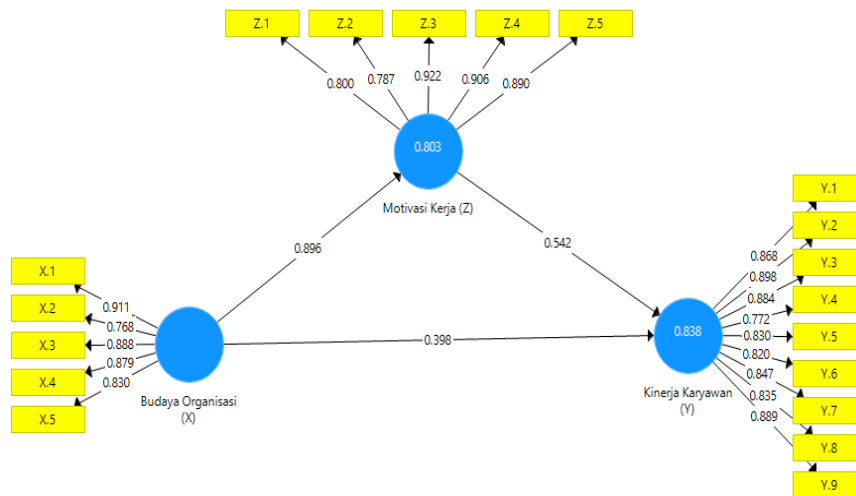 Z.1
Z.2
Z.3
Z.4
Z.5
0.800
0.787
0.922
0.906
0.890
0.803
Motivasi Kerja (Z)
0.896
0.542
0.398
X.1
X.2
X.3
X.4
X.5
0.911
0.768
0.888
0.879
0.830
Budaya Organisasi
(X)
0.838
Kinerja Karyawan
(Y)
0.868
0.898
0.884
0.772
0.830
0.820
0.847
0.835
0.889
Y.1
Y.2
Y.3
Y.4
Y.5
Y.6
Y.7
Y.8
Y.9